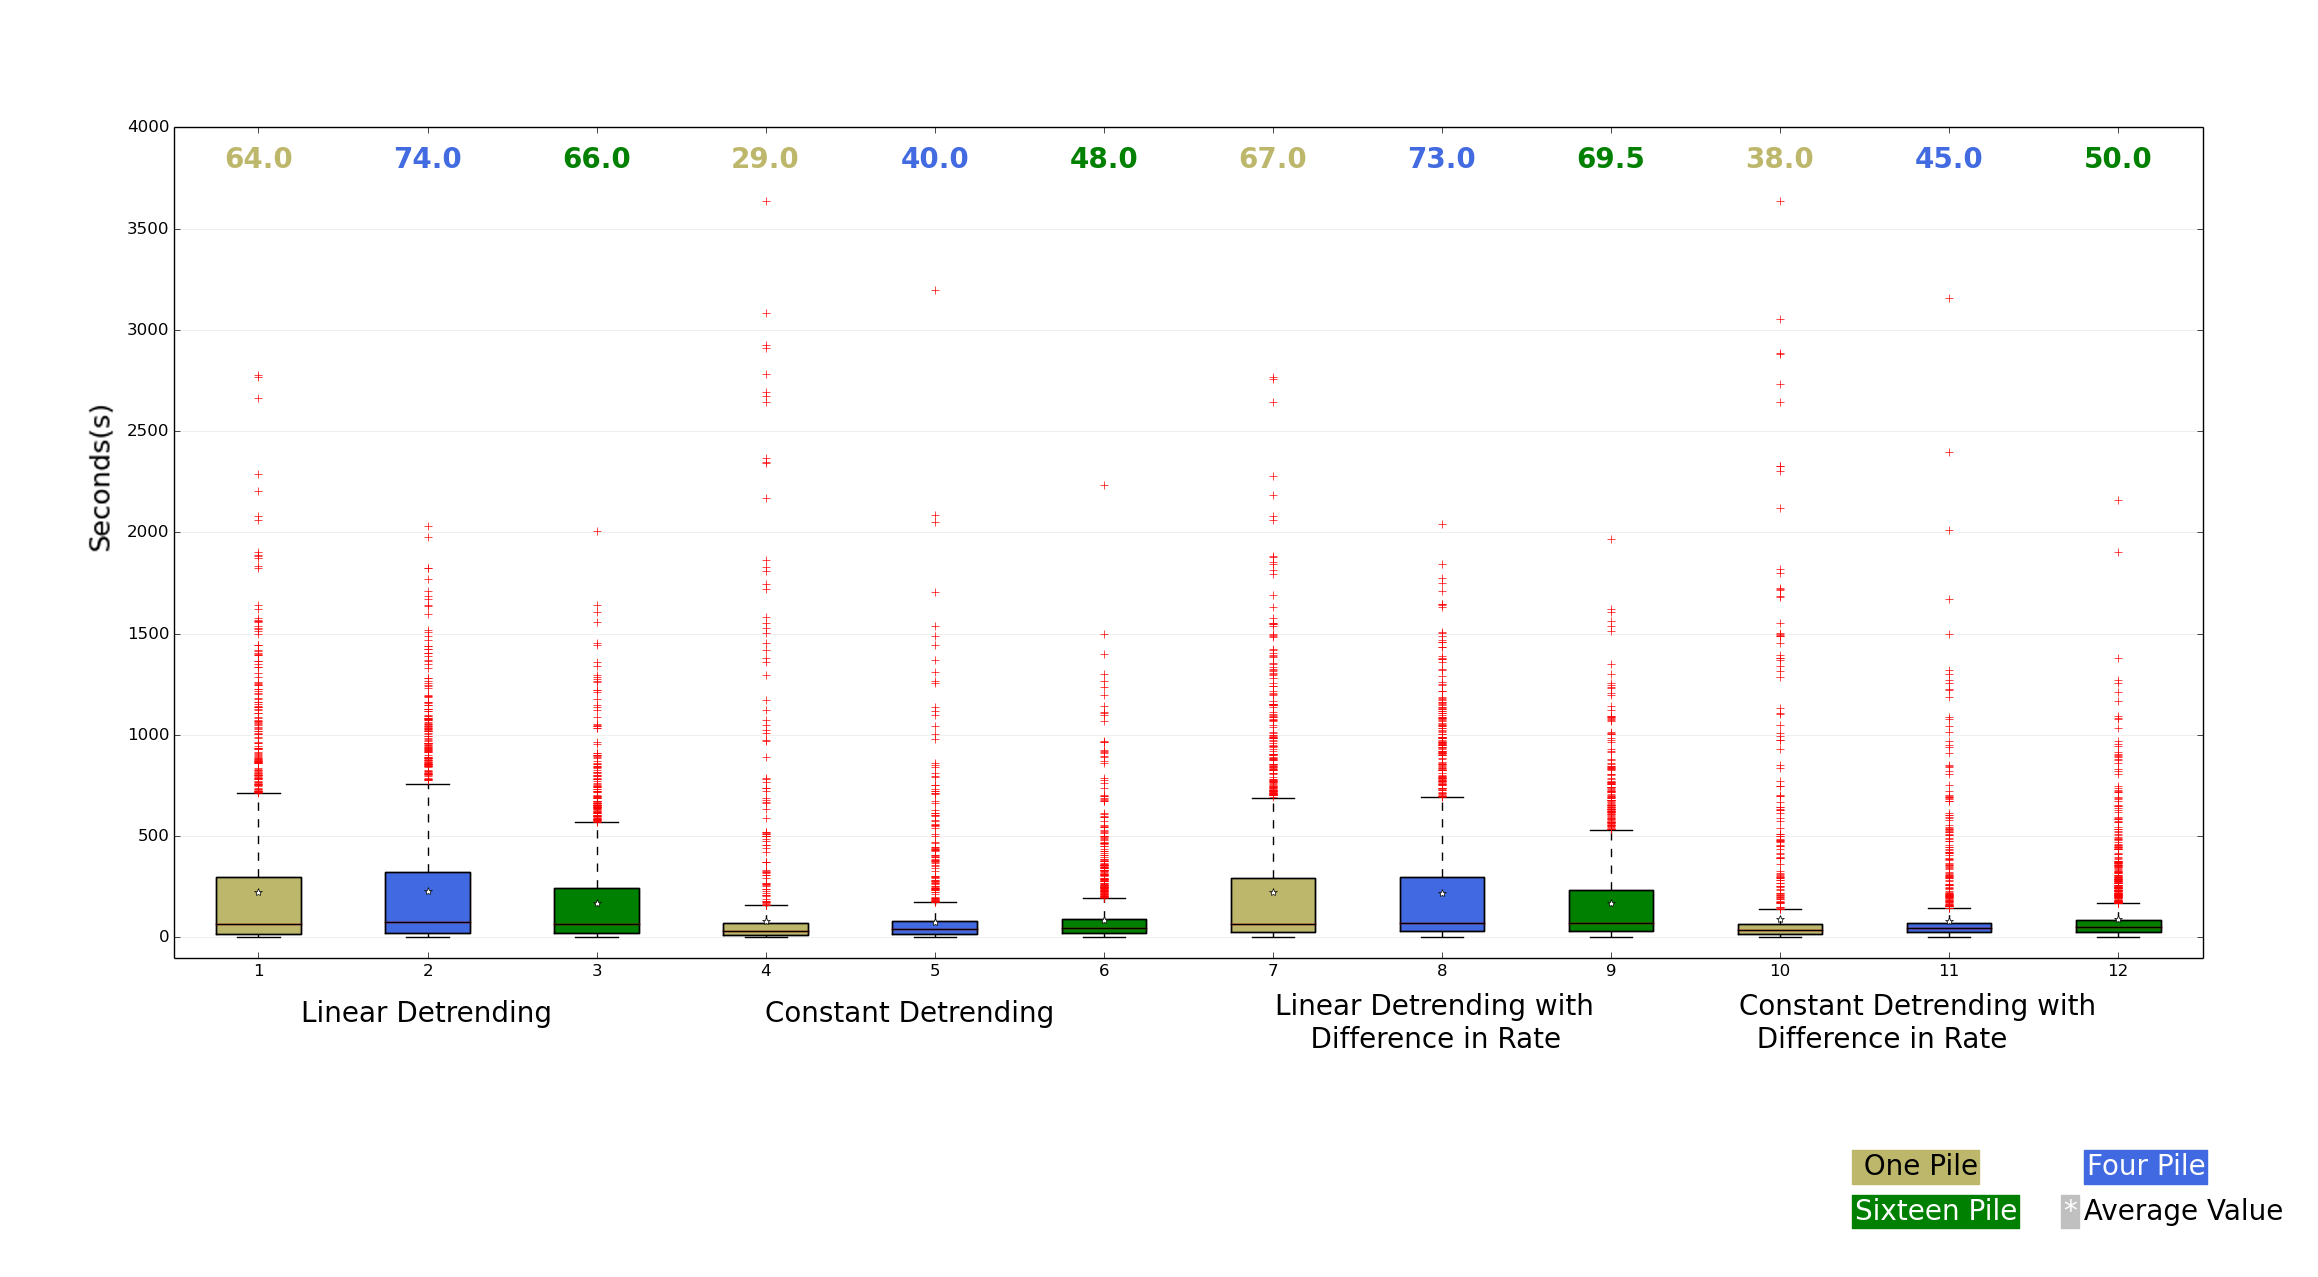 4000
64.0 74.0 66.0 29.0 40.0 48.0 67.0 73.0 69.5 38.0 45.0 50.0
3500
3000
2500
Seconds(s)
2000
1500
1000
500
0
1 2 3 4 5 6 7 8 9 10 11 12
Linear Detrending
Constant Detrending
Linear Detrending with
Difference in Rate
Constant Detrending with
Difference in Rate
One Pile
Four Pile
Sixteen Pile
* Average Value